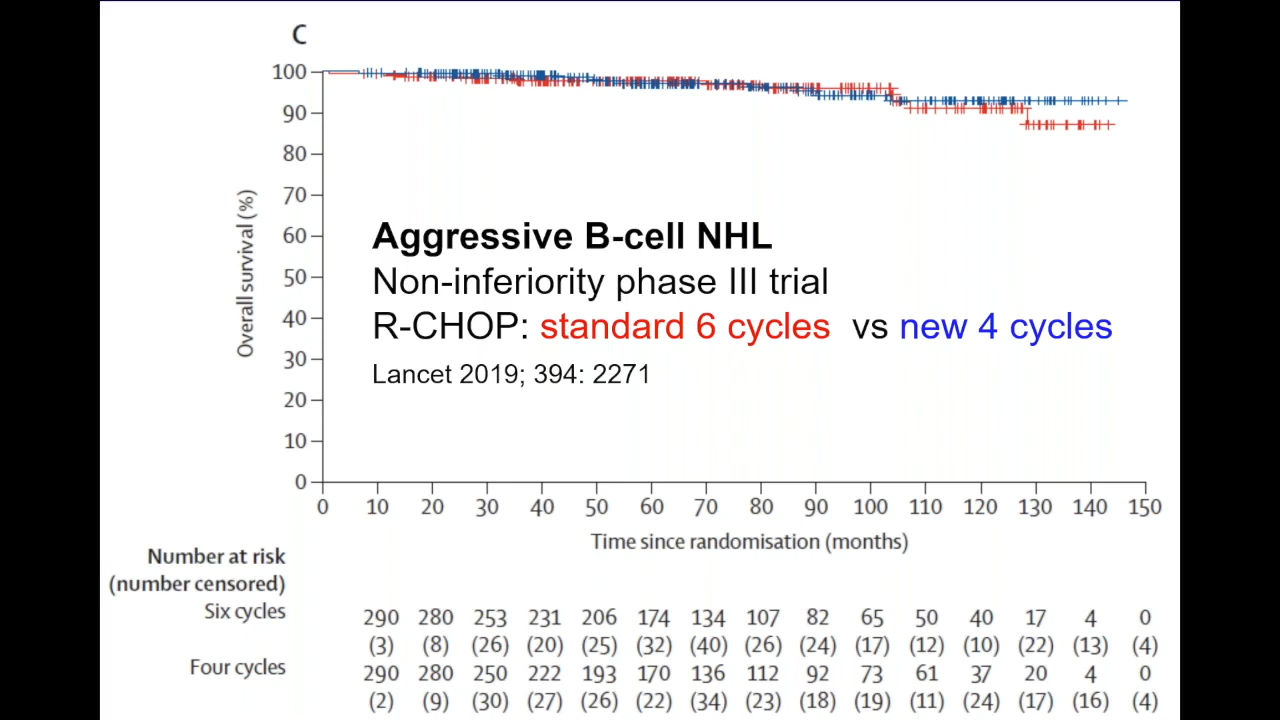 C
100
90
80
70
60
50
40
30
20
10
0
Overall survival (%)
Aggressive B-cell NHL
Non-inferiority phase III trial
R-CHOP: standard 6 cycles vs new 4 cycles
Lancet 2019; 394: 2271
0 10 20 30 40 50 60 70 80 90 100 110 120 130 140 150
Time since randomisation (months)
Number at risk
(number censored)
Six cycles 290 280 253 231 206 174 134 107 82 65 50 40 17 4 0
(3) (8) (26) (20) (25) (32) (40) (26) (24) (17) (12) (10) (22) (13) (4)
Four cycles 290 280 250 222 193 170 136 112 92 73 61 37 20 4 0
(2) (9) (30) (27) (26) (22) (34) (23) (18) (19) (11) (24) (17) (16) (4)